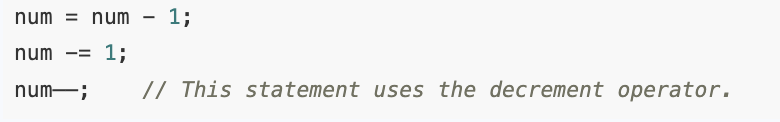 num = num – 1;
num –= 1;
num––;    // This statement uses the decrement operator.